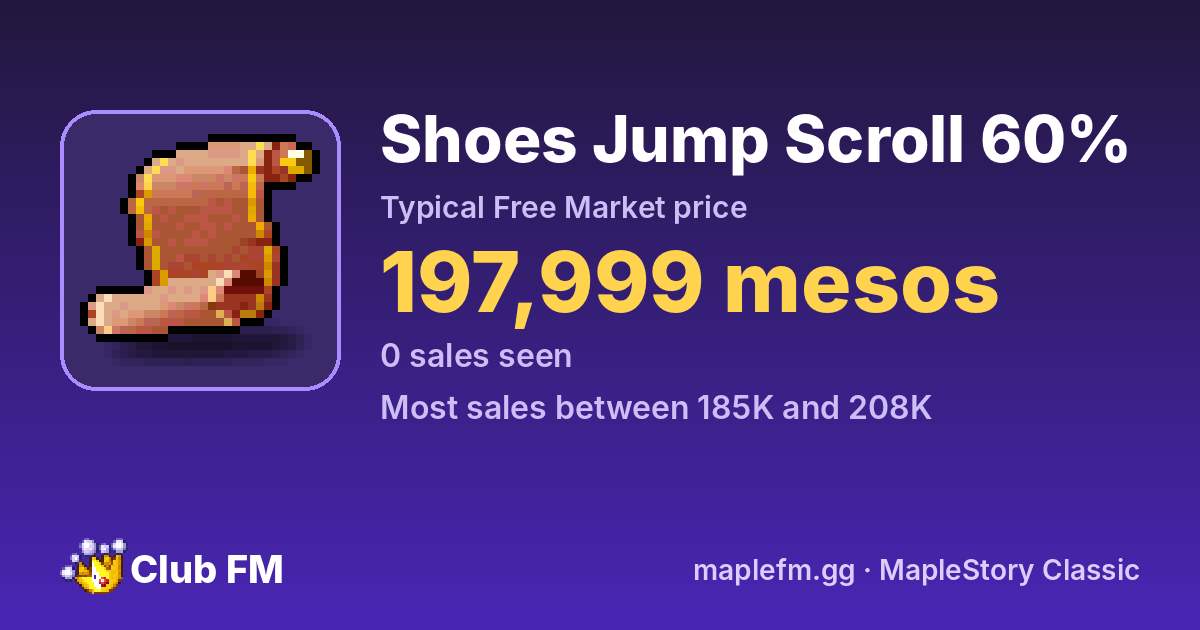 Shoes Jump Scroll 60%
Typical Free Market price
197,999 mesos
0 sales seen
Most sales between 185K and 208K
Club FM
maplefm.gg · MapleStory Classic